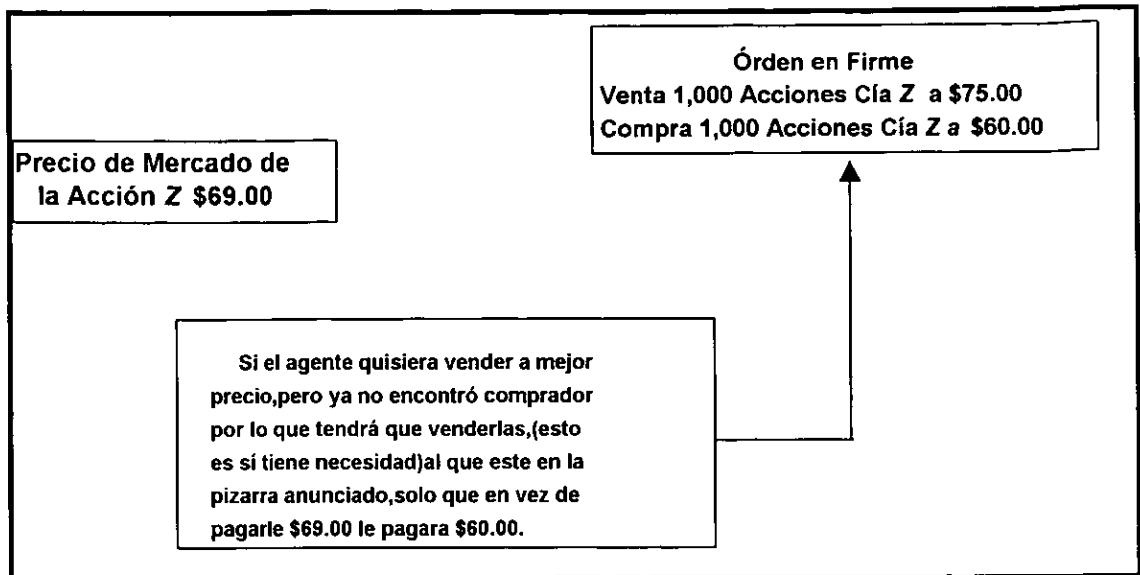 Órden en Firme
Venta 1,000 Acciones Cía Z a $75.00
Compra 1,000 Acciones Cía Z a $60.00
Precio de Mercado de
la Acción Z $69.00
Si el agente quisiera vender a mejor
precio,pero ya no encontró comprador
por lo que tendrá que venderlas,(esto
es sí tiene necesidad)al que este en la
pizarra anunciado,solo que en vez de
pagarle $69.00 le pagara $60.00.